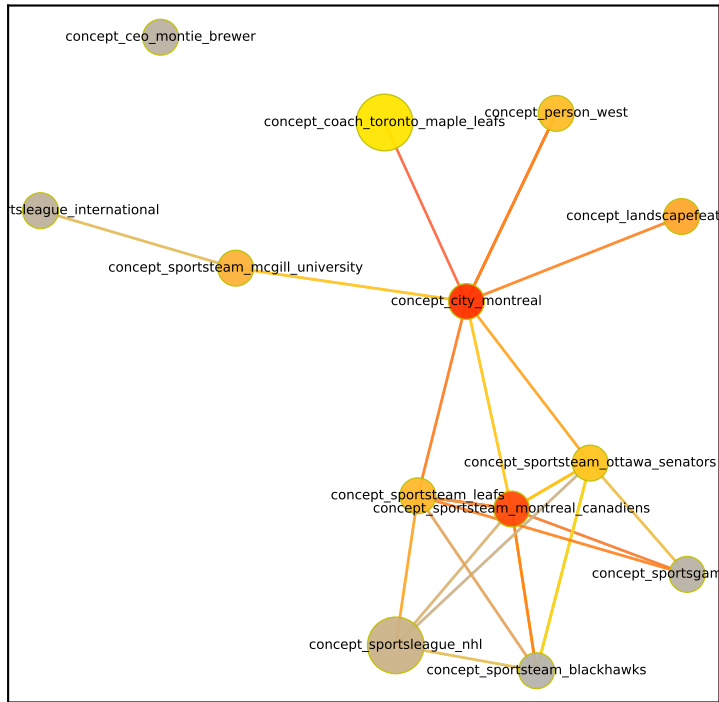 concept_ceo_montie_brewer
concept_person_west
concept_coach_toronto_maple_leafs
tsleague_international
concept_landscapefeat
concept_sportsteam_mcgill_university
concept_city_montreal
concept_sportsteam_ottawa_senators
concept_sportsteam_leafs
concept_sportsteam_montreal_canadiens
concept_sportsgam
concept_sportsleague_nhl
concept_sportsteam_blackhawks